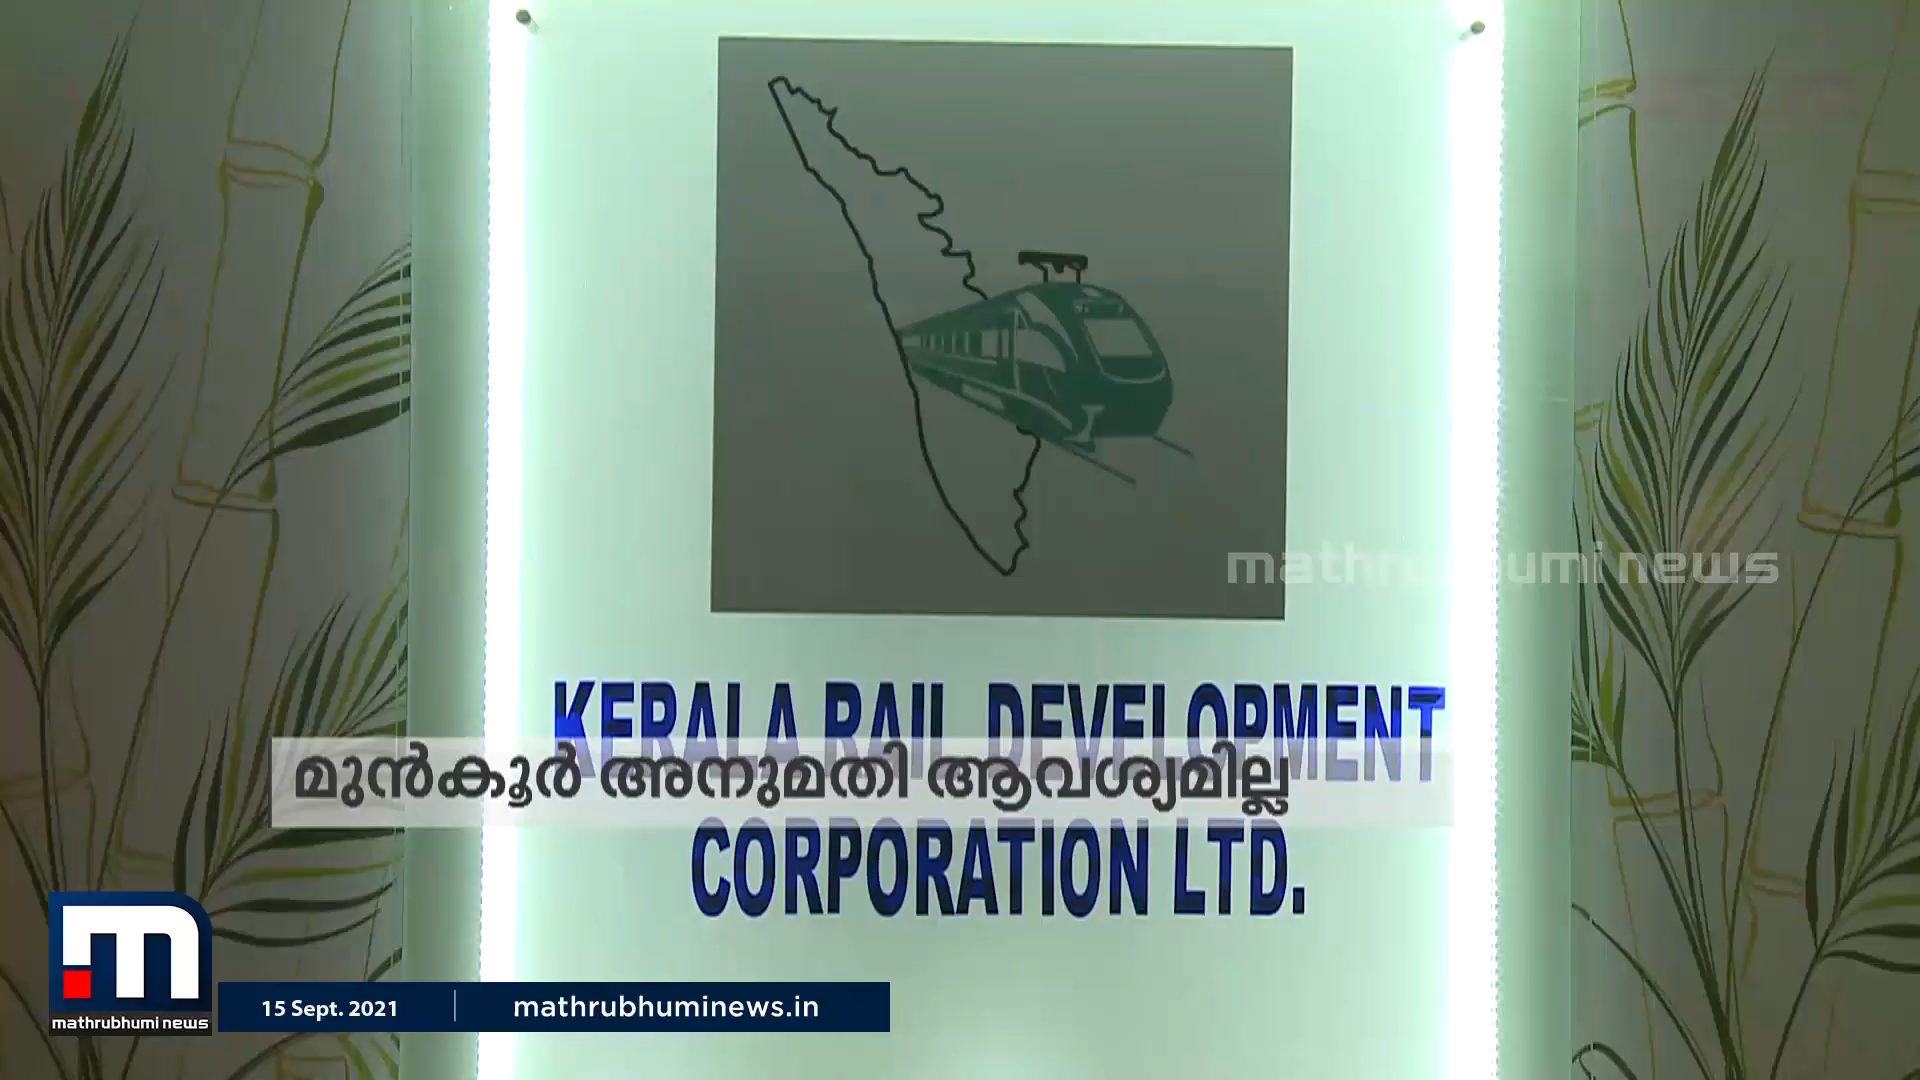 mathrubhumi news
KERALA RAIL DEVELOPMENT
മുൻകൂർ അനുമതി ആവശ്യമില്ല
CORPORATION LTD.
mathrubhumi news
15 Sept. 2021
mathrubhuminews.in